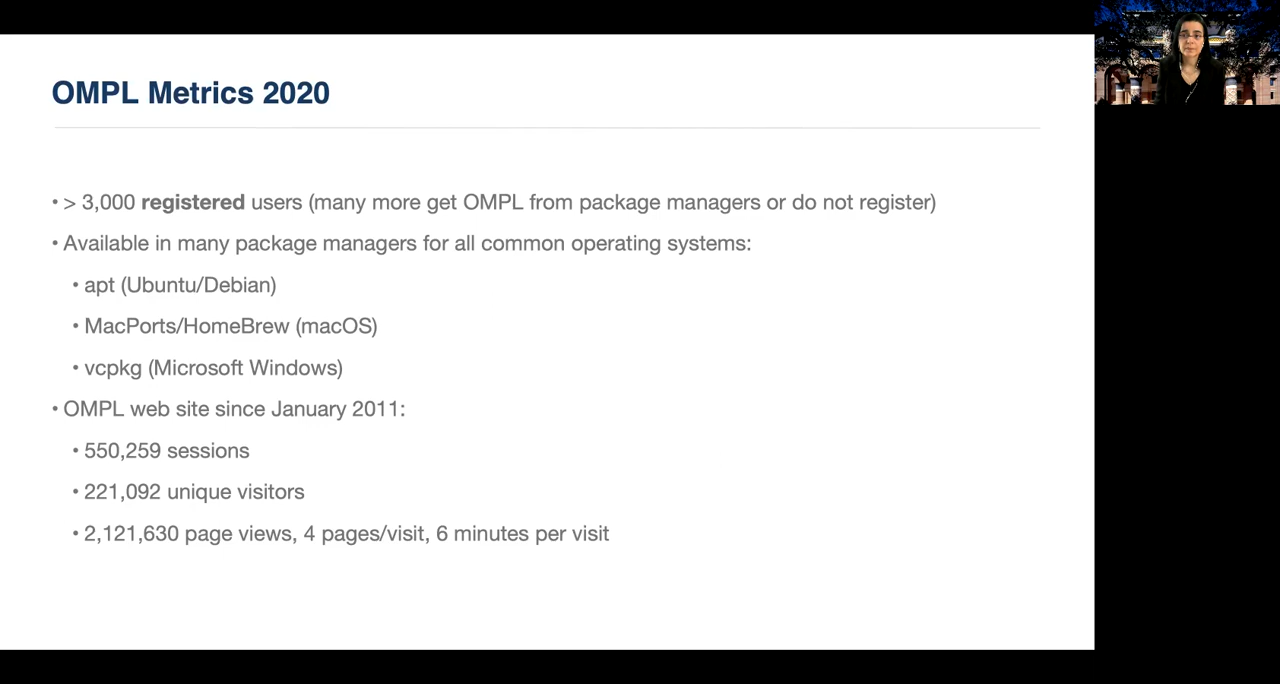 OMPL Metrics 2020
• > 3,000 registered users (many more get OMPL from package managers or do not register)
• Available in many package managers for all common operating systems:
• apt (Ubuntu/Debian)
• MacPorts/HomeBrew (macOS)
• vcpkg (Microsoft Windows)
• OMPL web site since January 2011:
• 550,259 sessions
• 221,092 unique visitors
• 2,121,630 page views, 4 pages/visit, 6 minutes per visit